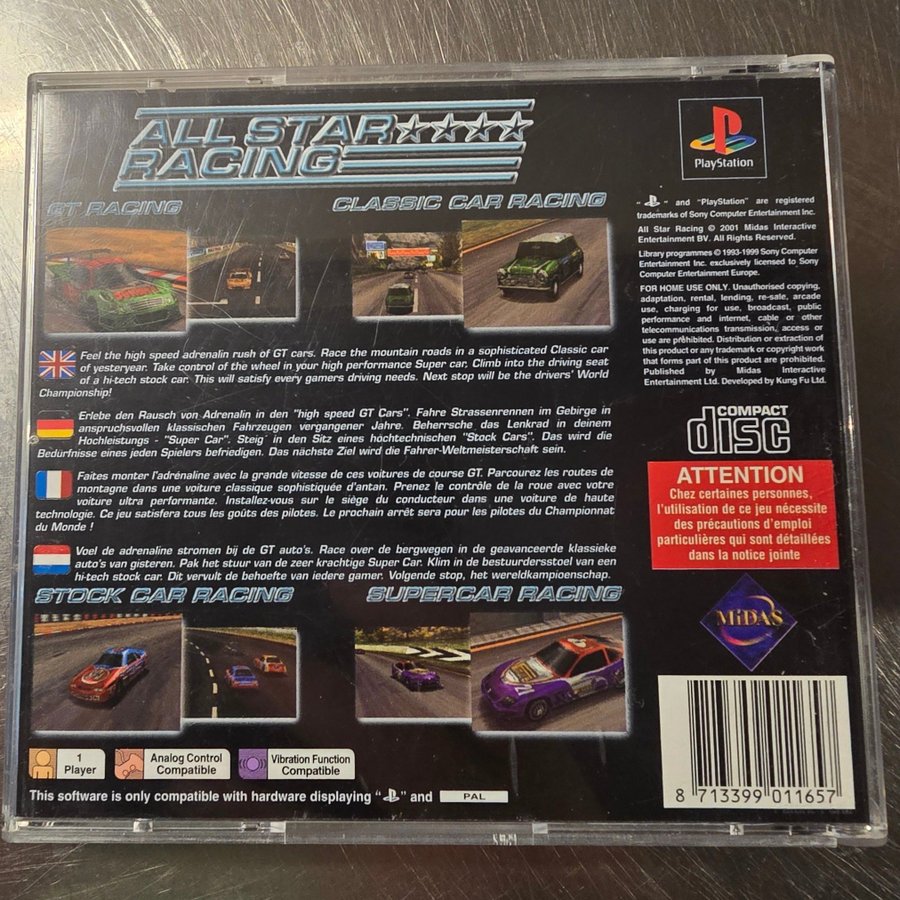 ALL STAR
RACING
GT RACING
CLASSIC CAR RACING
Feel the high speed adrenalin rush of GT cars. Race the mountain roads in a sophisticated Classic car
of yesteryear. Take control of the wheel in your high performance Super car. Climb into the driving seat
of a hi-tech stock car. This will satisfy every gamers driving needs. Next stop will be the drivers' World
Championship!
Erlebe den Rausch von Adrenalin in den "high speed GT Cars". Fahre Strassenrennen im Gebirge in
anspruchsvollen klassischen Fahrzeugen vergangener Jahre. Beherrsche das Lenkrad in deinem
Hochleistungs - "Super Car". Steig´ in den Sitz eines höchtechnischen "Stock Cars". Das wird die
Bedürfnisse eines jeden Spielers befriedigen. Das nächste Ziel wird die Fahrer-Weltmeisterschaft sein.
Faites monter l'adrénaline avec la grande vitesse de ces voitures de course GT. Parcourez les routes de
montagne dans une voiture classique sophistiquée d'antan. Prenez le contrôle de la roue avec votre
voiture ultra performante. Installez-vous sur le siège du conducteur dans une voiture de haute
technologie. Ce jeu satisfera tous les goûts des pilotes. Le prochain arrêt sera pour les pilotes du Championnat
du Monde !
Voel de adrenaline stromen bij de GT auto's. Race over de bergwegen in de geavanceerde klassieke
auto's van gisteren. Pak het stuur van de zeer krachtige Super Car. Klim in de bestuurdersstoel van een
hi-tech stock car. Dit vervult de behoefte van iedere gamer. Volgende stop, het wereldkampioenschap.
STOCK CAR RACING
SUPERCAR RACING
1
Player
Analog Control
Compatible
Vibration Function
Compatible
This software is only compatible with hardware displaying " " and PAL
PlayStation
" " and "PlayStation" are registered
trademarks of Sony Computer Entertainment Inc.
All Star Racing © 2001 Midas Interactive
Entertainment BV. All Rights Reserved.
Library programmes © 1993-1999 Sony Computer
Entertainment Inc. exclusively licensed to Sony
Computer Entertainment Europe.
FOR HOME USE ONLY. Unauthorised copying,
adaptation, rental, lending, re-sale, arcade
use, charging for use, broadcast, public
performance and internet, cable or other
telecommunications transmission, access or
use are prohibited. Distribution or extraction of
this product or any trademark or copyright work
that forms part of this product are prohibited.
Published by Midas Interactive
Entertainment Ltd. Developed by Kung Fu Ltd.
COMPACT
disc
ATTENTION
Chez certaines personnes,
l'utilisation de ce jeu nécessite
des précautions d'emploi
particulières qui sont détaillées
dans la notice jointe
MiDAS
8 713399 011657